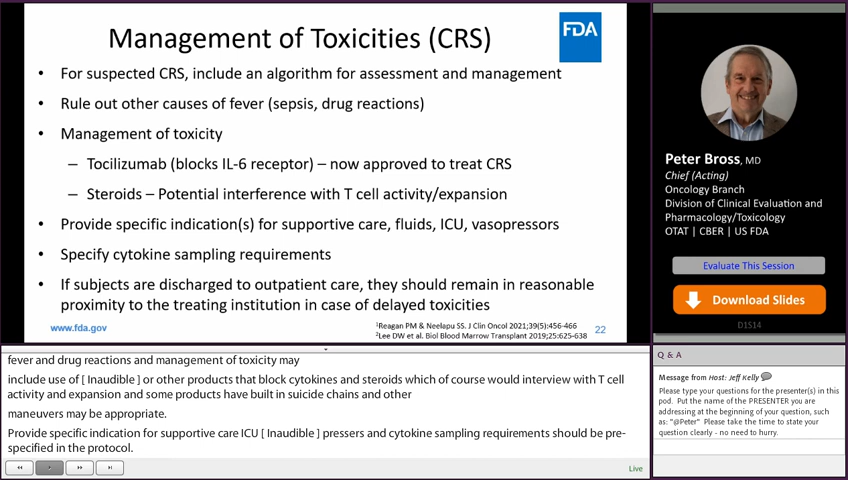 Management of Toxicities (CRS)
FDA
• For suspected CRS, include an algorithm for assessment and management
• Rule out other causes of fever (sepsis, drug reactions)
• Management of toxicity
– Tocilizumab (blocks IL-6 receptor) – now approved to treat CRS
– Steroids – Potential interference with T cell activity/expansion
• Provide specific indication(s) for supportive care, fluids, ICU, vasopressors
• Specify cytokine sampling requirements
• If subjects are discharged to outpatient care, they should remain in reasonable
proximity to the treating institution in case of delayed toxicities
www.fda.gov
1Reagan PM & Neelapu SS. J Clin Oncol 2021;39(5):456-466
2Lee DW et al. Biol Blood Marrow Transplant 2019;25:625-638
22
fever and drug reactions and management of toxicity may
include use of [ Inaudible ] or other products that block cytokines and steroids which of course would interview with T cell
activity and expansion and some products have built in suicide chains and other
maneuvers may be appropriate.
Provide specific indication for supportive care ICU [ Inaudible ] pressers and cytokine sampling requirements should be pre-
specified in the protocol.
Live
Peter Bross, MD
Chief (Acting)
Oncology Branch
Division of Clinical Evaluation and
Pharmacology/Toxicology
OTAT | CBER | US FDA
Evaluate This Session
Download Slides
D1S14
Q & A
Message from Host: Jeff Kelly
Please type your questions for the presenter(s) in this
pod. Put the name of the PRESENTER you are
addressing at the beginning of your question, such
as: "@Peter" Please take the time to state your
question clearly - no need to hurry.